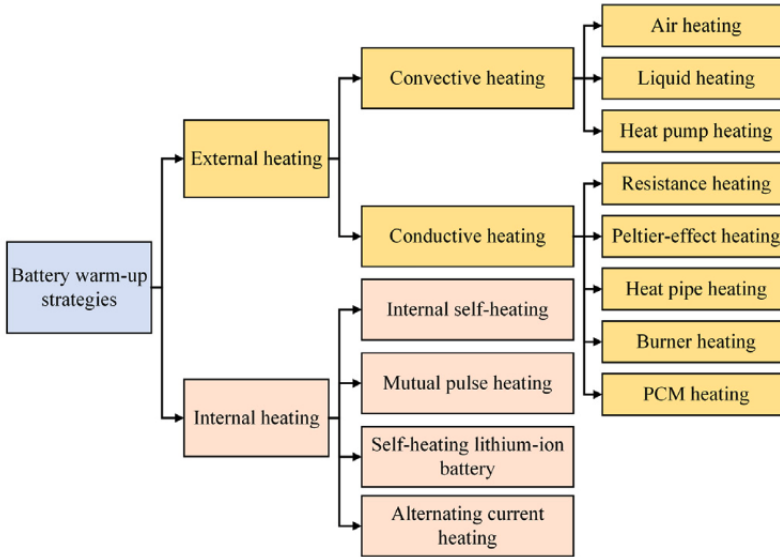 Battery warm-up
strategies
External heating
Internal heating
Convective heating
Conductive heating
Internal self-heating
Mutual pulse heating
Self-heating lithium-ion
battery
Alternating current
heating
Air heating
Liquid heating
Heat pump heating
Resistance heating
Peltier-effect heating
Heat pipe heating
Burner heating
PCM heating